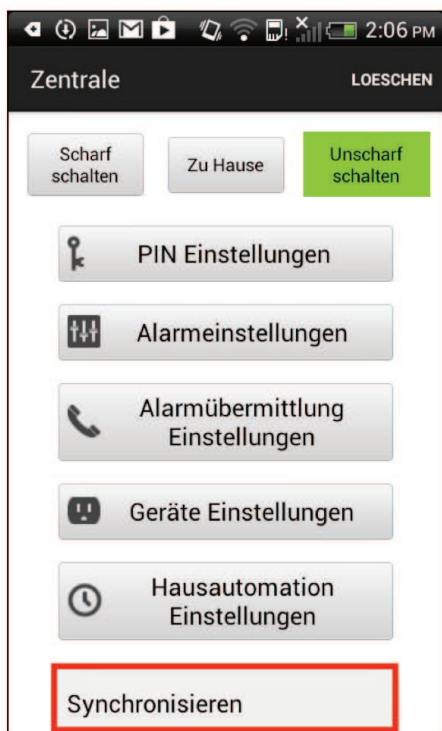 2:06 PM
Zentrale
LOESCHEN
Scharf
schalten
Zu Hause
Unscharf
schalten
PIN Einstellungen
Alarmeinstellungen
Alarmübermittlung
Einstellungen
Geräte Einstellungen
Hausautomation
Einstellungen
Synchronisieren